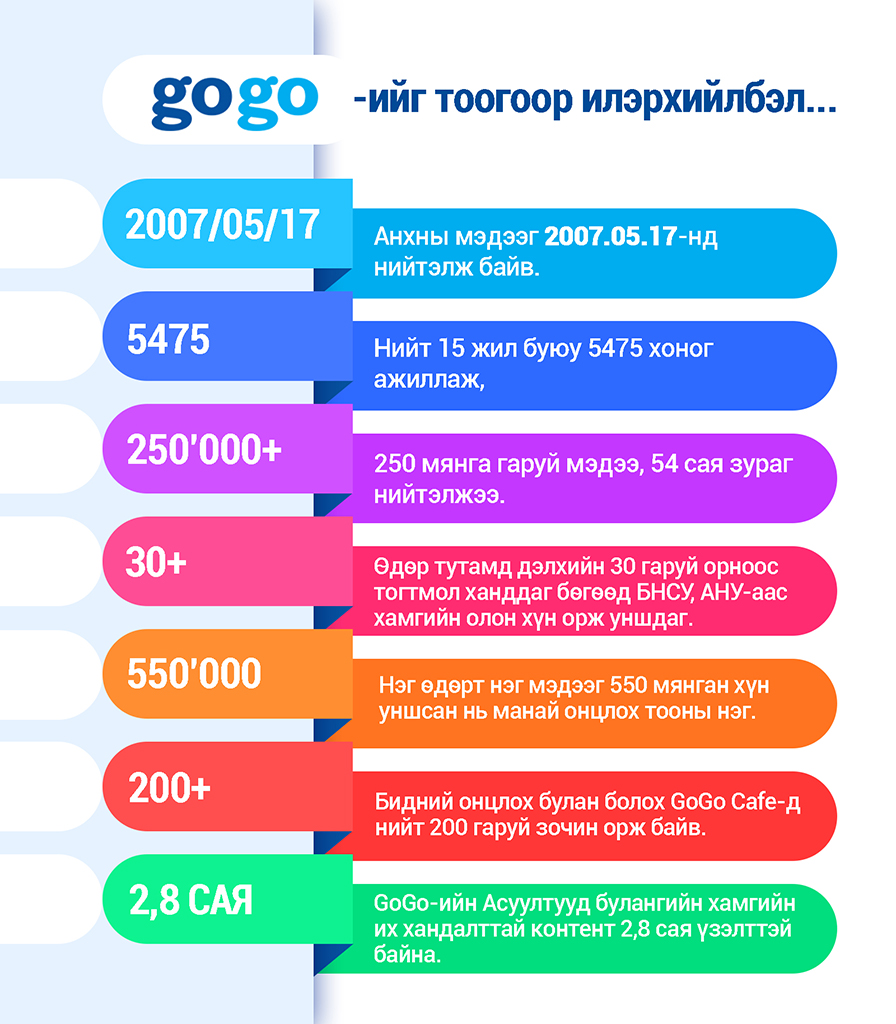 gogo -ийг тоогоор илэрхийлбэл...
2007/05/17
Анхны мэдээг 2007.05.17-нд
нийтэлж байв.
5475
Нийт 15 жил буюу 5475 хоног
ажиллаж,
250'000+
250 мянга гаруй мэдээ, 54 сая зураг
нийтэлжээ.
30+
Өдөр тутамд дэлхийн 30 гаруй орноос
тогтмол ханддаг бөгөөд БНСУ, АНУ-аас
хамгийн олон хүн орж уншдаг.
550'000
Нэг өдөрт нэг мэдээг 550 мянган хүн
уншсан нь манай онцлох тооны нэг.
200+
Бидний онцлох булан болох GoGo Cafe-д
нийт 200 гаруй зочин орж байв.
2,8 САЯ
GoGo-ийн Асуултууд булангийн хамгийн
их хандалттай контент 2,8 сая үзэлттэй
байна.